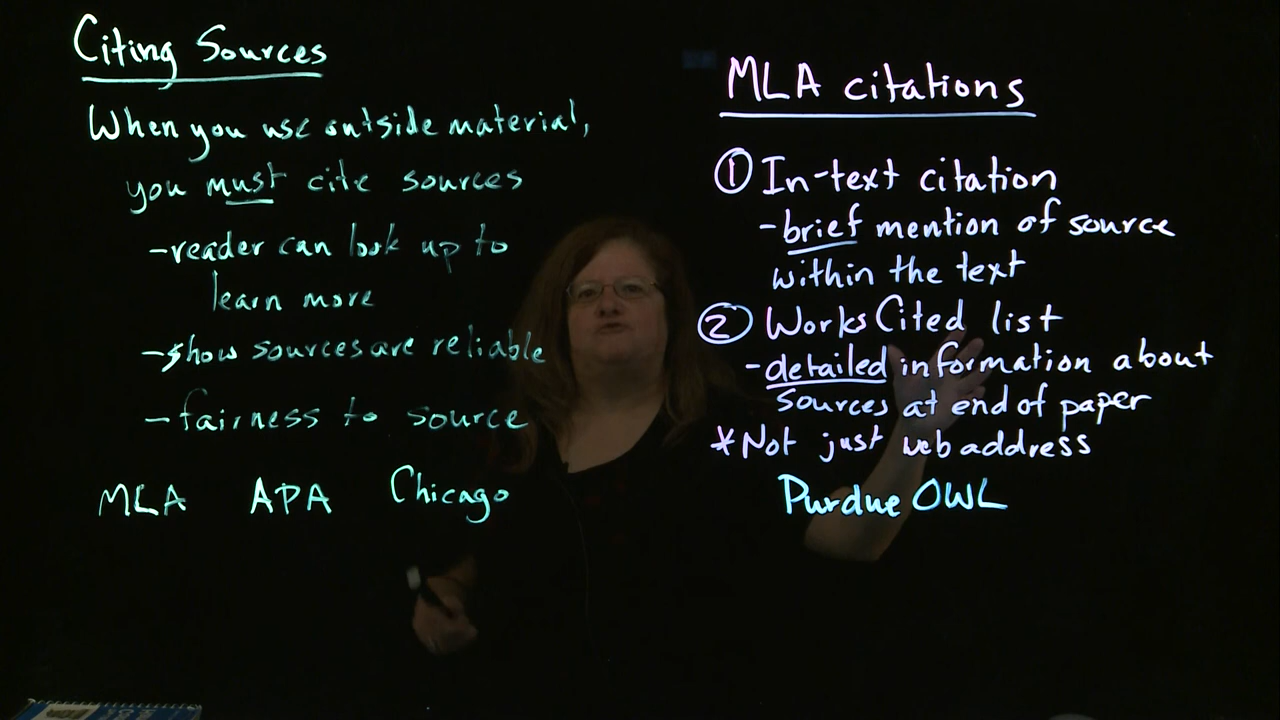 Citing Sources
When you use outside material,
you must cite sources
-reader can look up to
learn more
-show sources are reliable
-fairness to source
MLA APA Chicago
MLA citations
① In-text citation
-brief mention of source
within the text
② Works Cited list
-detailed information about
sources at end of paper
*Not just web address
Purdue OWL